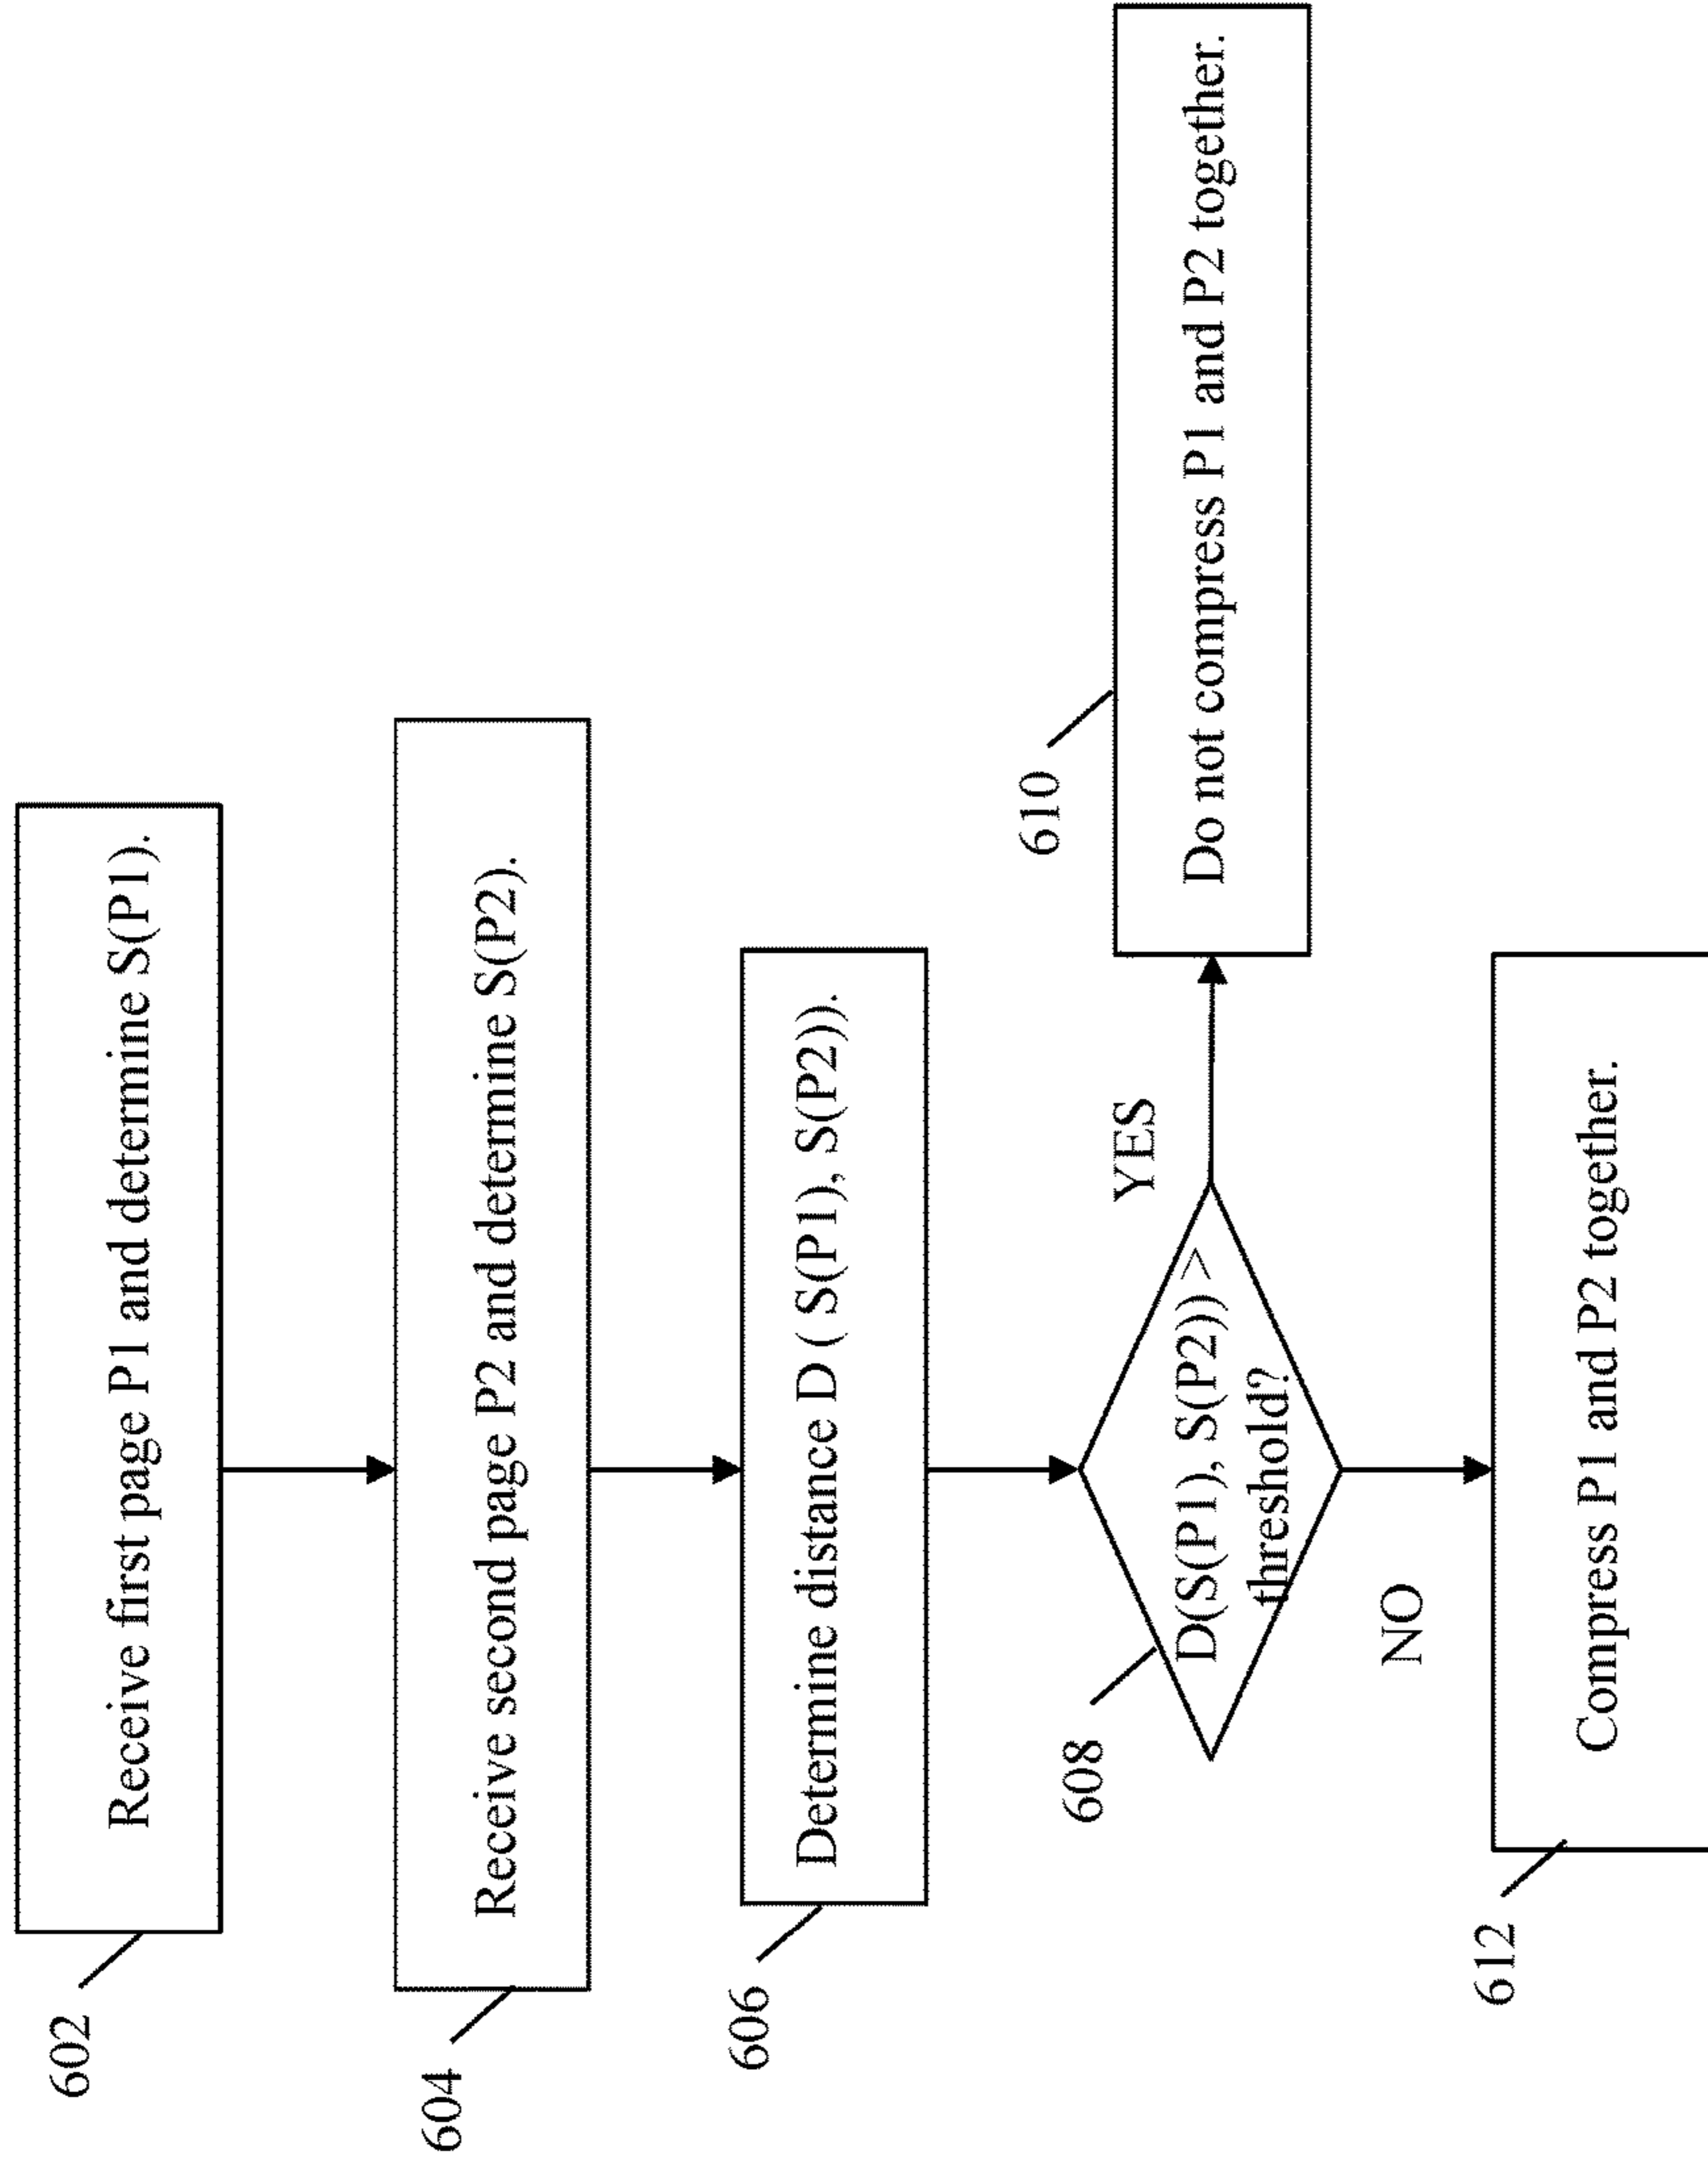 602
Receive first page P1 and determine S(P1).
604
Receive second page P2 and determine S(P2).
606
Determine distance D ( S(P1), S(P2)).
608
D(S(P1), S(P2)) >
threshold?
YES
610
Do not compress P1 and P2 together.
NO
612
Compress P1 and P2 together.